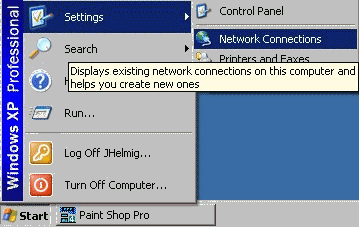 Settings
Control Panel
Search
Network Connections
Printers and Faxes
Displays existing network connections on this computer and
helps you create new ones
Run...
Log Off JHelmig...
Turn Off Computer...
Windows XP Professional
Start
Paint Shop Pro